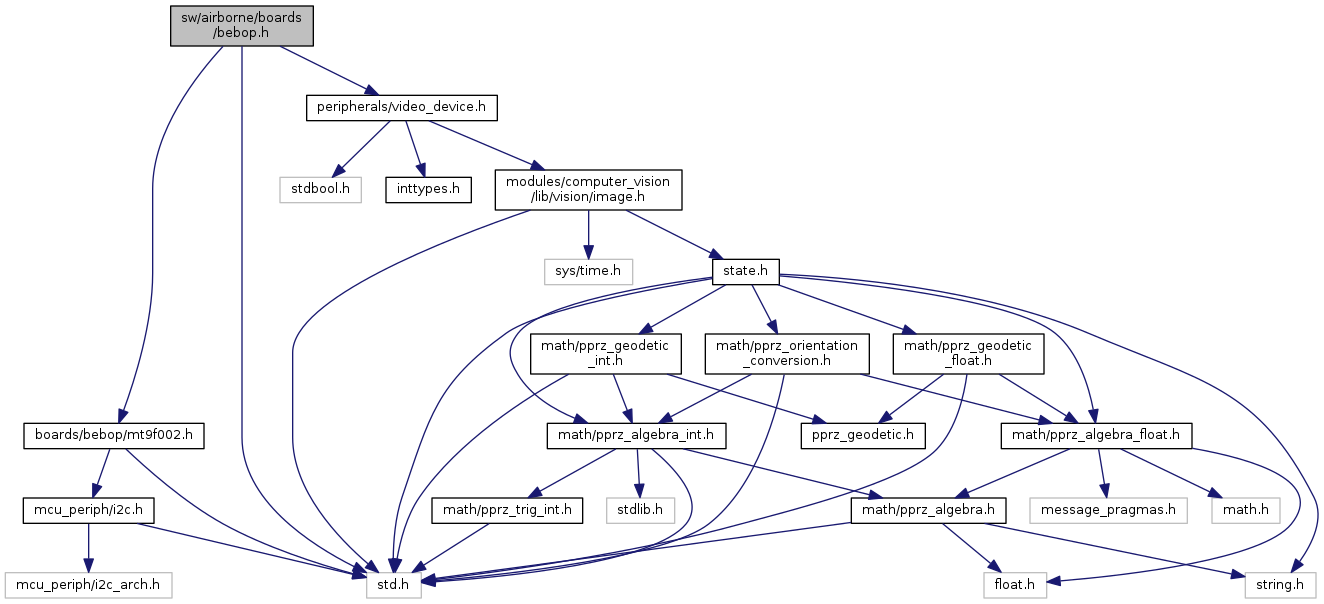 sw/airborne/boards
/bebop.h
peripherals/video_device.h
stdbool.h
inttypes.h
modules/computer_vision
/lib/vision/image.h
sys/time.h
state.h
math/pprz_geodetic
_int.h
math/pprz_orientation
_conversion.h
math/pprz_geodetic
_float.h
boards/bebop/mt9f002.h
math/pprz_algebra_int.h
pprz_geodetic.h
math/pprz_algebra_float.h
mcu_periph/i2c.h
math/pprz_trig_int.h
stdlib.h
math/pprz_algebra.h
message_pragmas.h
math.h
mcu_periph/i2c_arch.h
std.h
float.h
string.h